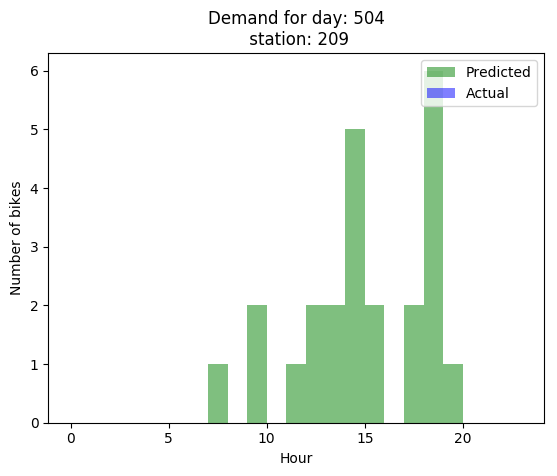 Demand for day: 504
station: 209
Predicted
Actual
Number of bikes
6
5
4
3
2
1
0
0 5 10 15 20
Hour